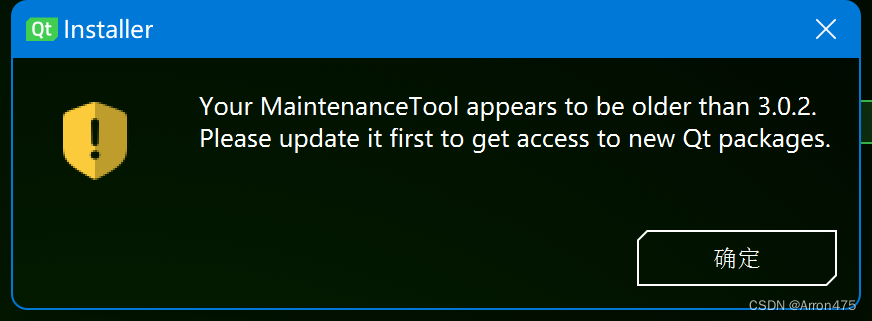 Qt Installer
Your MaintenanceTool appears to be older than 3.0.2.
Please update it first to get access to new Qt packages.
确定
CSDN @Arron475